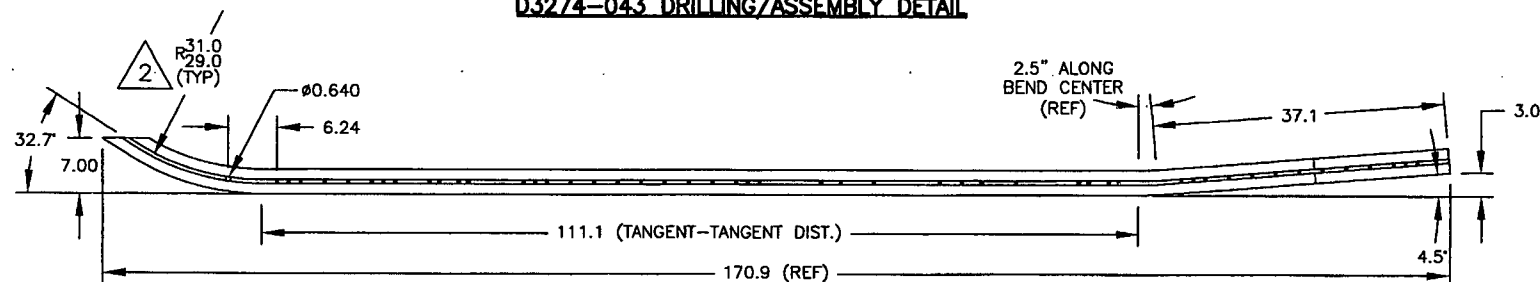 D3274-043 DRILLING/ASSEMBLY DETAIL
2
R31.0
29.0
(TYP)
ø0.640
6.24
32.7°
7.00
2.5" ALONG
BEND CENTER
(REF)
37.1
3.0
111.1 (TANGENT-TANGENT DIST.)
4.5°
170.9 (REF)